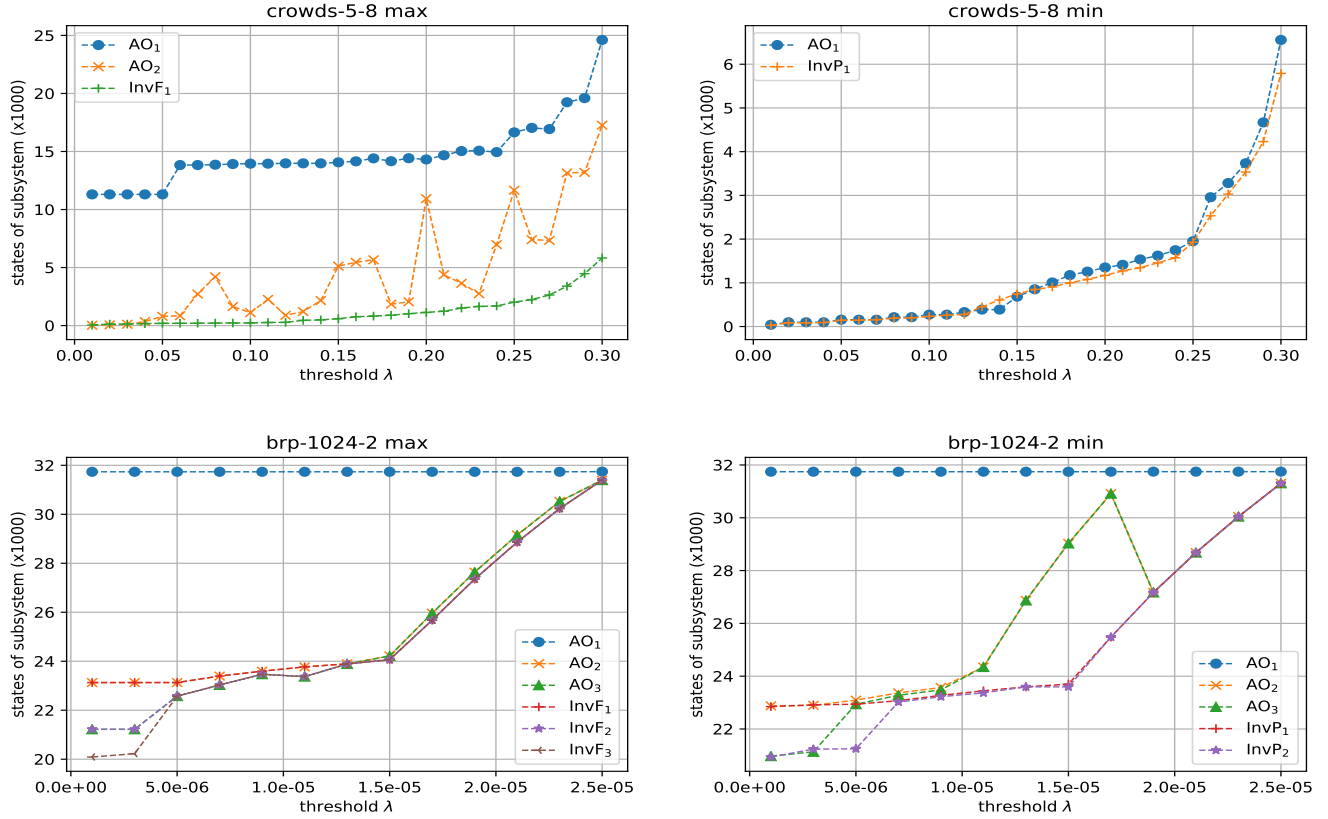 crowds-5-8 max
states of subsystem (x1000)
25
20
15
10
5
0
AO₁
AO₂
InvF₁
0.00 0.05 0.10 0.15 0.20 0.25 0.30
threshold λ
crowds-5-8 min
states of subsystem (x1000)
6
5
4
3
2
1
0
AO₁
InvP₁
0.00 0.05 0.10 0.15 0.20 0.25 0.30
threshold λ
brp-1024-2 max
states of subsystem (x1000)
32
30
28
26
24
22
20
AO₁
AO₂
AO₃
InvF₁
InvF₂
InvF₃
0.0e+00 5.0e-06 1.0e-05 1.5e-05 2.0e-05 2.5e-05
threshold λ
brp-1024-2 min
states of subsystem (x1000)
32
30
28
26
24
22
AO₁
AO₂
AO₃
InvP₁
InvP₂
0.0e+00 5.0e-06 1.0e-05 1.5e-05 2.0e-05 2.5e-05
threshold λ